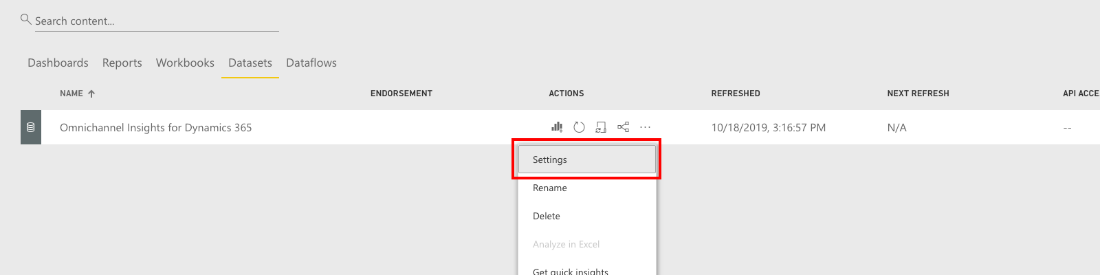 Search content...
Dashboards Reports Workbooks Datasets Dataflows
NAME ENDORSEMENT ACTIONS REFRESHED NEXT REFRESH API ACCE
Omnichannel Insights for Dynamics 365 10/18/2019, 3:16:57 PM N/A --
Settings
Rename
Delete
Analyze in Excel
Get quick insights